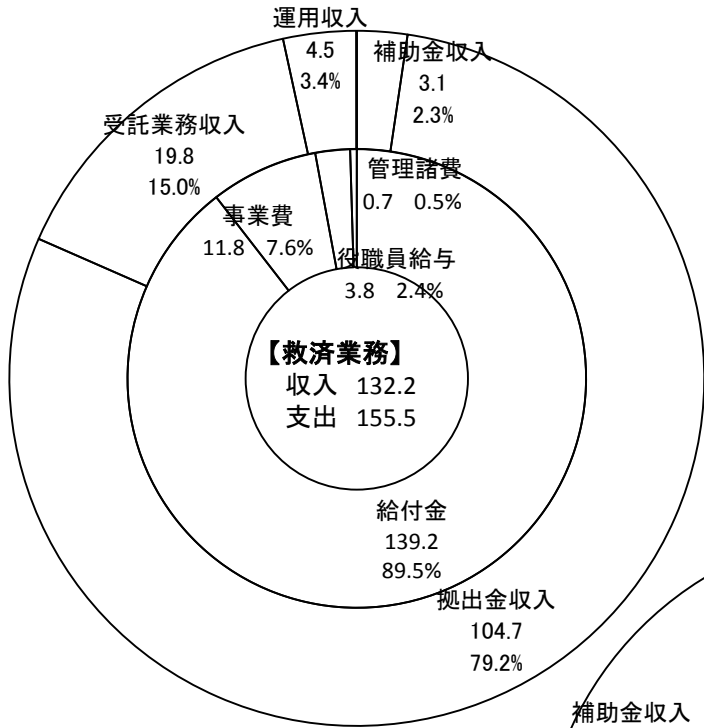 運用収入
4.5
3.4%
補助金収入
3.1
2.3%
受託業務収入
19.8
15.0%
管理諸費
0.7 0.5%
事業費
11.8 7.6%
役職員給与
3.8 2.4%
【救済業務】
収入 132.2
支出 155.5
給付金
139.2
89.5%
拠出金収入
104.7
79.2%
補助金収入